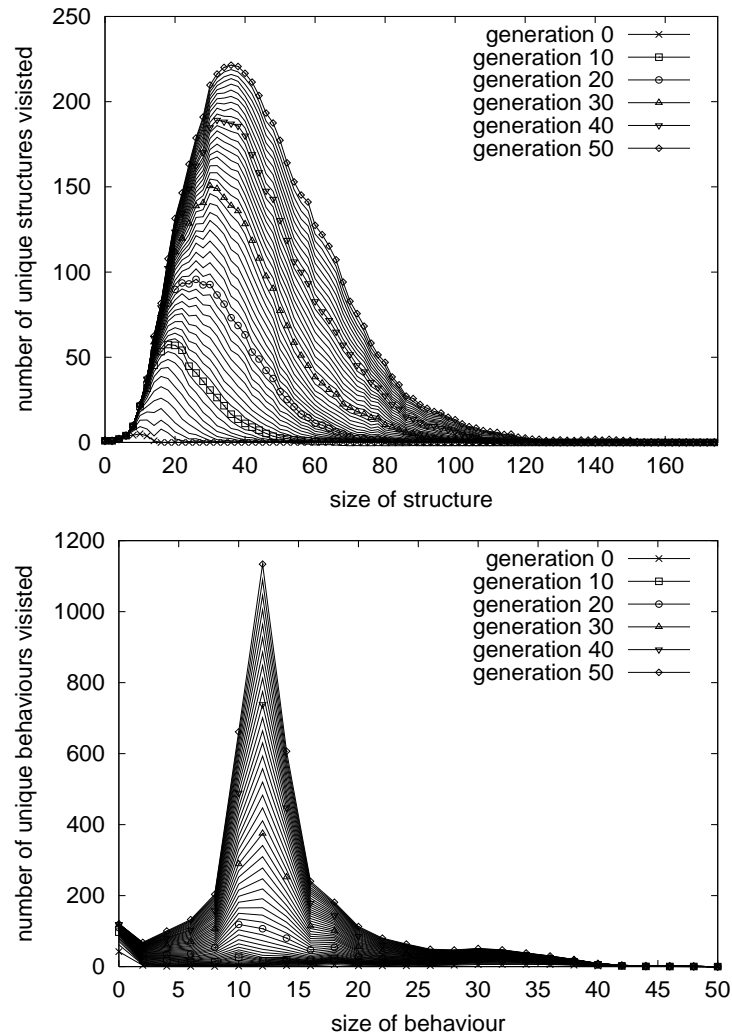 250
200
150
100
50
0
number of unique structures visisted
generation 0
generation 10
generation 20
generation 30
generation 40
generation 50
0 20 40 60 80 100 120 140 160
size of structure
1200
1000
800
600
400
200
0
number of unique behaviours visisted
generation 0
generation 10
generation 20
generation 30
generation 40
generation 50
0 5 10 15 20 25 30 35 40 45 50
size of behaviour